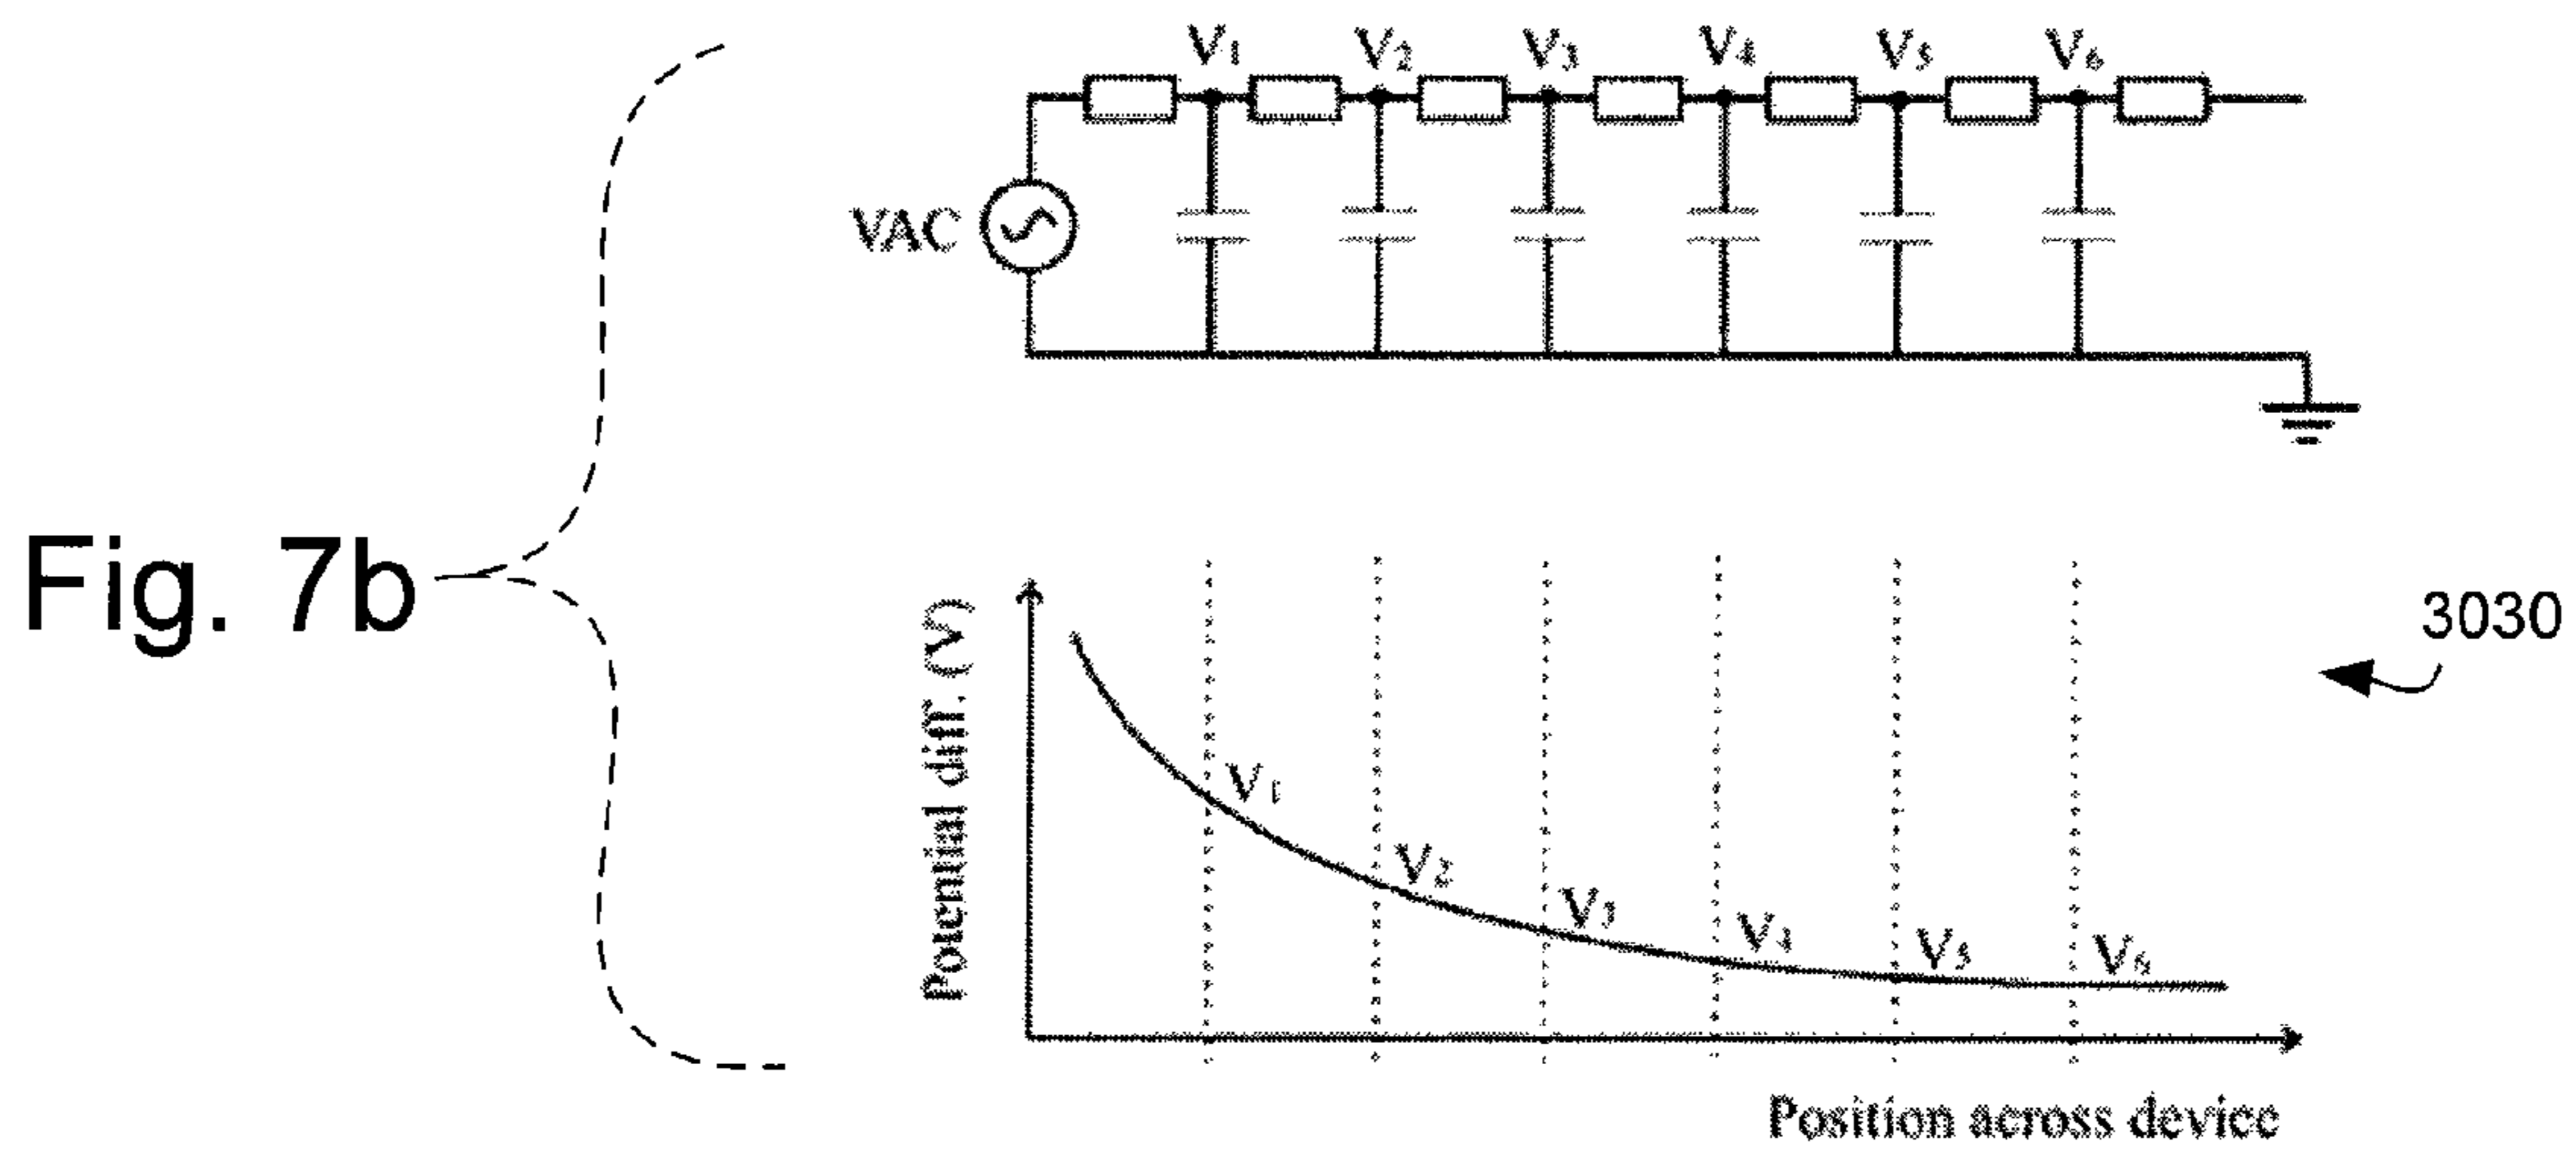 V1 V2 V3 V4 V5 V6
VAC
Fig. 7b
3030
Potential diff. (V)
V1
V2
V3
V4
V5
V6
Position across device